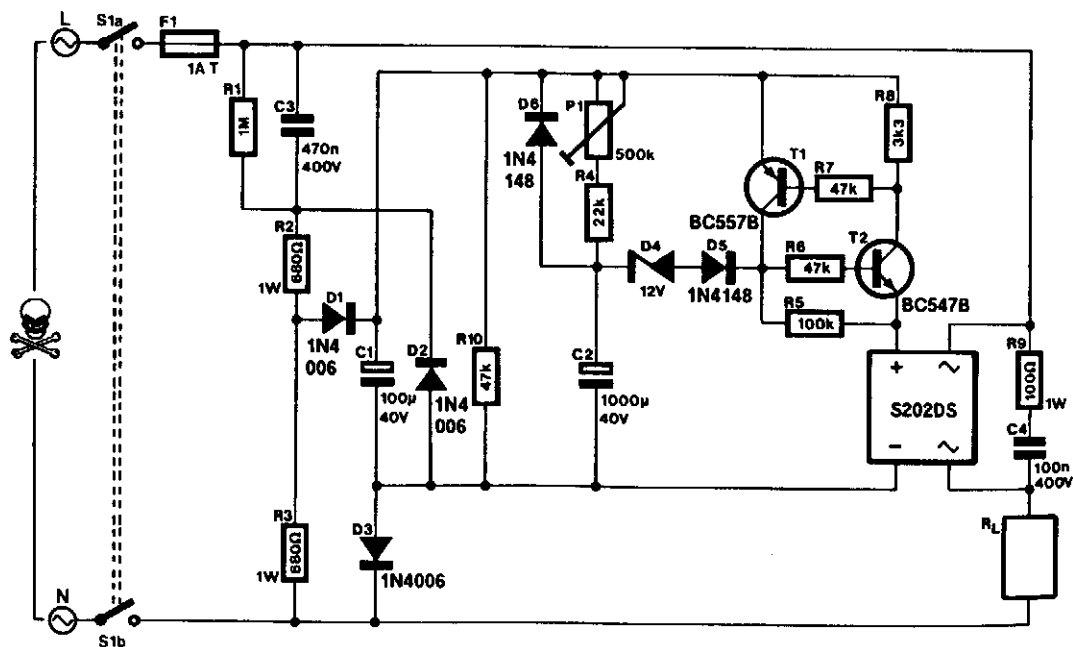 L
S1a
F1
1A T
R1
1M
C3
470n
400V
D6
1N4
148
P1
500k
R4
22k
R8
3k3
T1
R7
47k
BC557B
T2
R2
680Ω
1W
D4
12V
D5
1N4148
R6
47k
BC547B
R5
100k
D1
1N4
006
C1
100µ
40V
D2
1N4
006
R10
47k
C2
1000µ
40V
+
~
S202DS
−
~
R9
100Ω
1W
C4
100n
400V
R3
680Ω
1W
D3
1N4006
RL
N
S1b